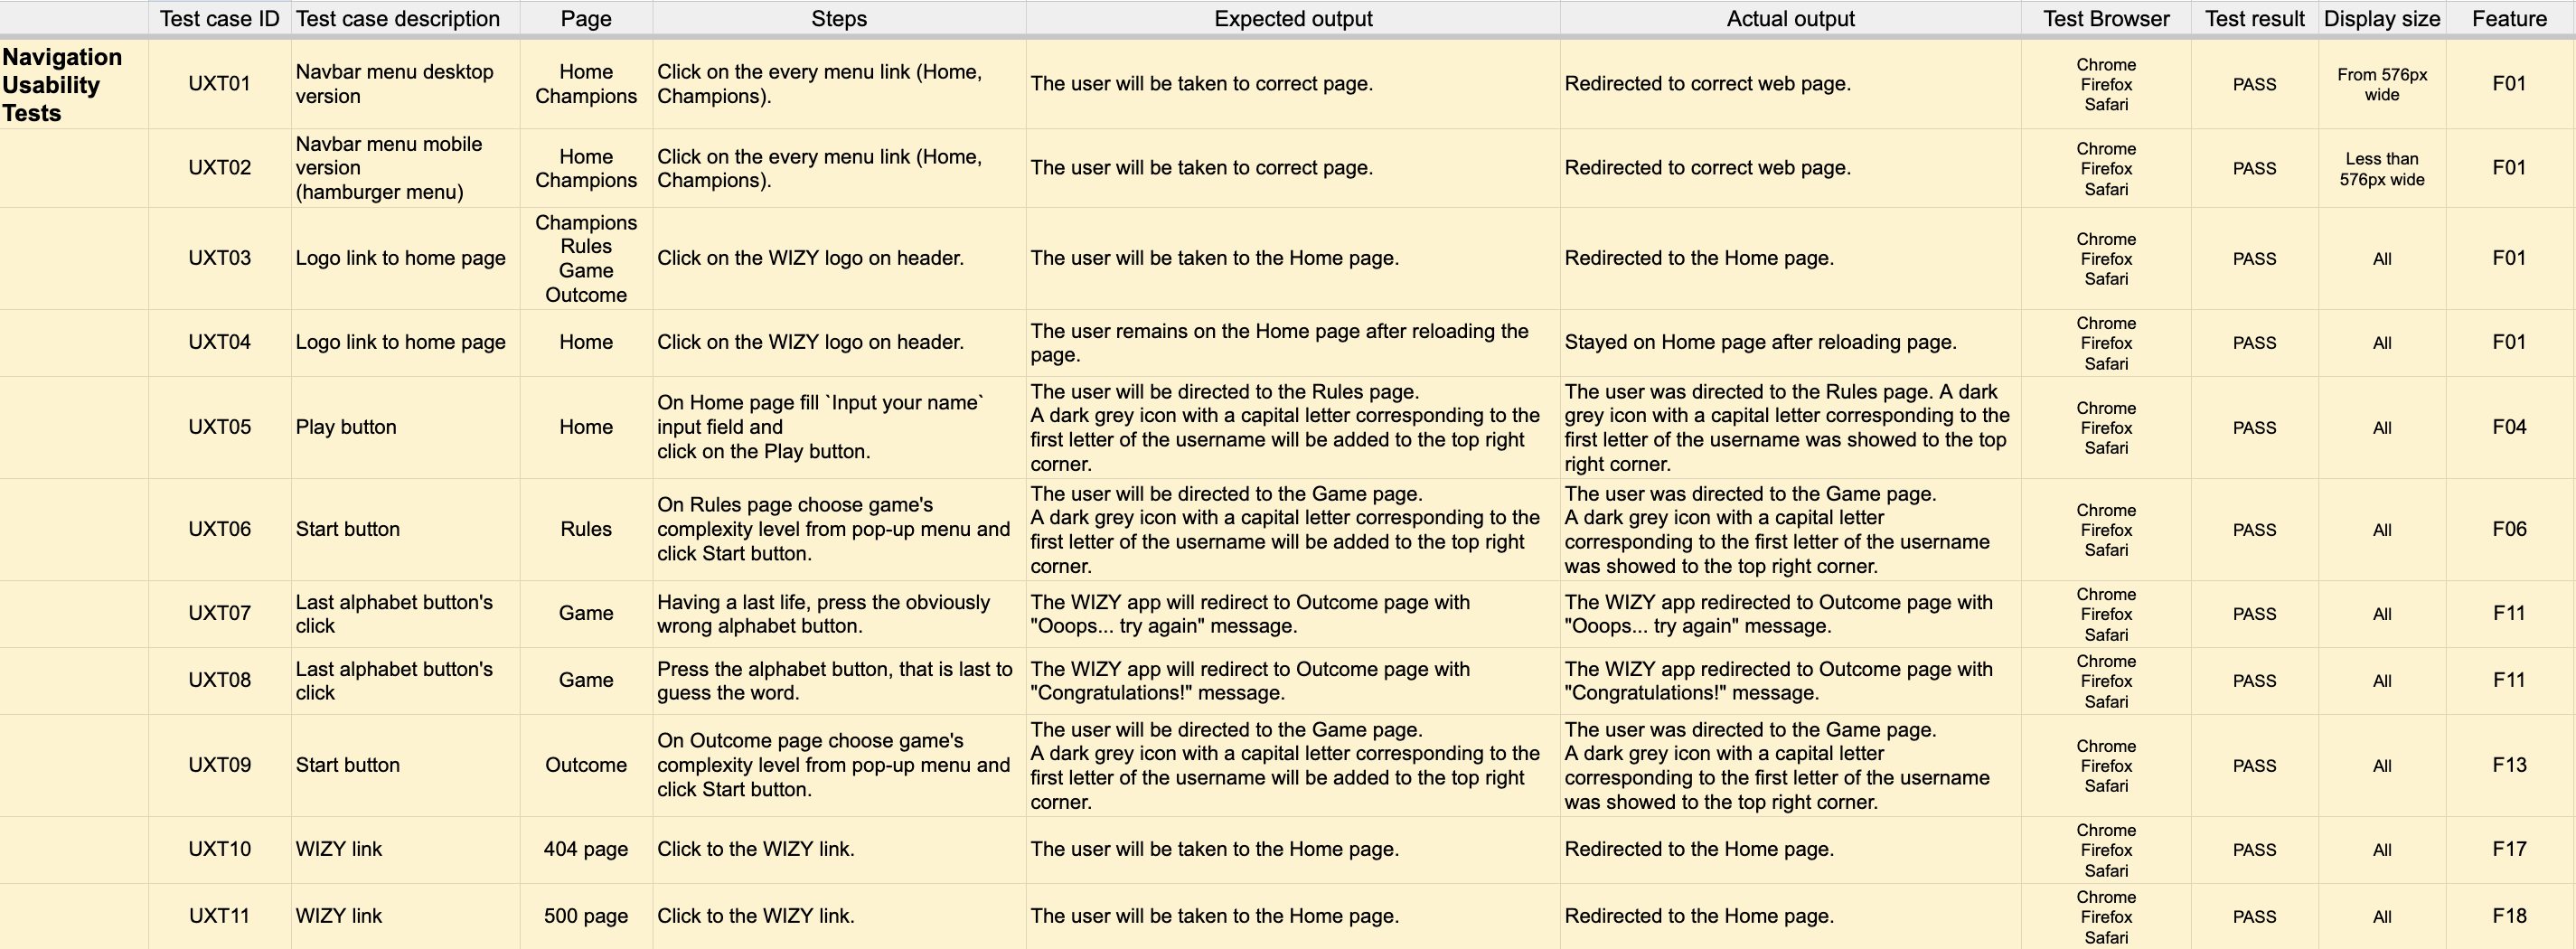 Test case ID Test case description Page Steps Expected output Actual output Test Browser Test result Display size Feature
Navigation
Usability
Tests
UXT01
Navbar menu desktop
version
Home
Champions
Click on the every menu link (Home,
Champions).
The user will be taken to correct page.
Redirected to correct web page.
Chrome
Firefox
Safari
PASS
From 576px
wide
F01
UXT02
Navbar menu mobile
version
(hamburger menu)
Home
Champions
Click on the every menu link (Home,
Champions).
The user will be taken to correct page.
Redirected to correct web page.
Chrome
Firefox
Safari
PASS
Less than
576px wide
F01
UXT03
Logo link to home page
Champions
Rules
Game
Outcome
Click on the WIZY logo on header.
The user will be taken to the Home page.
Redirected to the Home page.
Chrome
Firefox
Safari
PASS
All
F01
UXT04
Logo link to home page
Home
Click on the WIZY logo on header.
The user remains on the Home page after reloading the
page.
Stayed on Home page after reloading page.
Chrome
Firefox
Safari
PASS
All
F01
UXT05
Play button
Home
On Home page fill `Input your name`
input field and
click on the Play button.
The user will be directed to the Rules page.
A dark grey icon with a capital letter corresponding to the
first letter of the username will be added to the top right
corner.
The user was directed to the Rules page. A dark
grey icon with a capital letter corresponding to the
first letter of the username was showed to the top
right corner.
Chrome
Firefox
Safari
PASS
All
F04
UXT06
Start button
Rules
On Rules page choose game's
complexity level from pop-up menu and
click Start button.
The user will be directed to the Game page.
A dark grey icon with a capital letter corresponding to the
first letter of the username will be added to the top right
corner.
The user was directed to the Game page.
A dark grey icon with a capital letter
corresponding to the first letter of the username
was showed to the top right corner.
Chrome
Firefox
Safari
PASS
All
F06
UXT07
Last alphabet button's
click
Game
Having a last life, press the obviously
wrong alphabet button.
The WIZY app will redirect to Outcome page with
"Ooops... try again" message.
The WIZY app redirected to Outcome page with
"Ooops... try again" message.
Chrome
Firefox
Safari
PASS
All
F11
UXT08
Last alphabet button's
click
Game
Press the alphabet button, that is last to
guess the word.
The WIZY app will redirect to Outcome page with
"Congratulations!" message.
The WIZY app redirected to Outcome page with
"Congratulations!" message.
Chrome
Firefox
Safari
PASS
All
F11
UXT09
Start button
Outcome
On Outcome page choose game's
complexity level from pop-up menu and
click Start button.
The user will be directed to the Game page.
A dark grey icon with a capital letter corresponding to the
first letter of the username will be added to the top right
corner.
The user was directed to the Game page.
A dark grey icon with a capital letter
corresponding to the first letter of the username
was showed to the top right corner.
Chrome
Firefox
Safari
PASS
All
F13
UXT10
WIZY link
404 page
Click to the WIZY link.
The user will be taken to the Home page.
Redirected to the Home page.
Chrome
Firefox
Safari
PASS
All
F17
UXT11
WIZY link
500 page
Click to the WIZY link.
The user will be taken to the Home page.
Redirected to the Home page.
Chrome
Firefox
Safari
PASS
All
F18